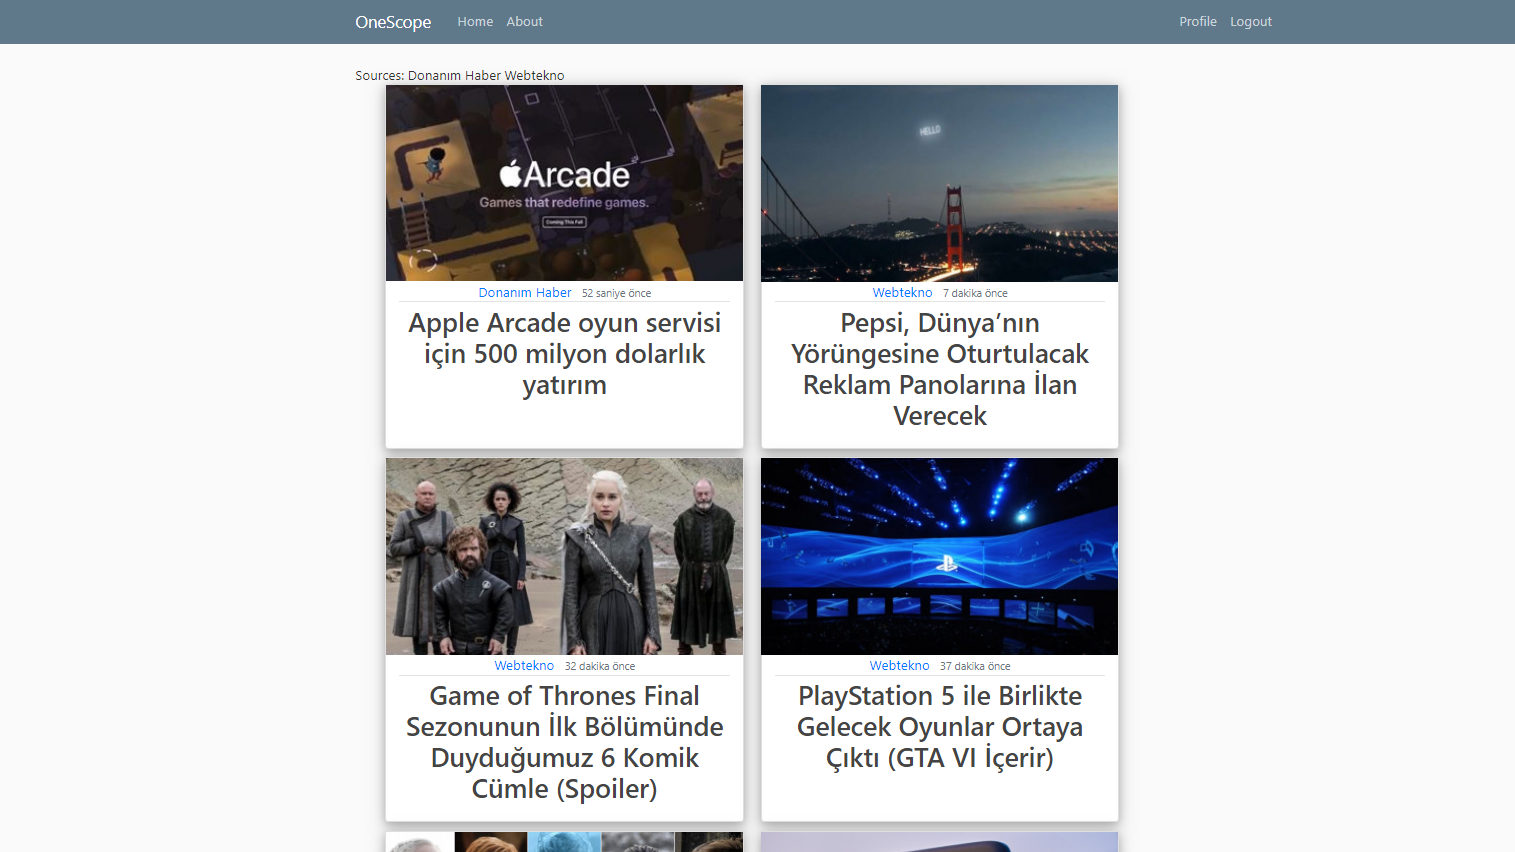 OneScope Home About Profile Logout
Sources: Donanım Haber Webtekno
Arcade
Games that redefine games.
Coming This Fall
HELLO
Donanım Haber 52 saniye önce
Apple Arcade oyun servisi
için 500 milyon dolarlık
yatırım
Webtekno 7 dakika önce
Pepsi, Dünya’nın
Yörüngesine Oturtulacak
Reklam Panolarına İlan
Verecek
Webtekno 32 dakika önce
Game of Thrones Final
Sezonunun İlk Bölümünde
Duyduğumuz 6 Komik
Cümle (Spoiler)
Webtekno 37 dakika önce
PlayStation 5 ile Birlikte
Gelecek Oyunlar Ortaya
Çıktı (GTA VI İçerir)